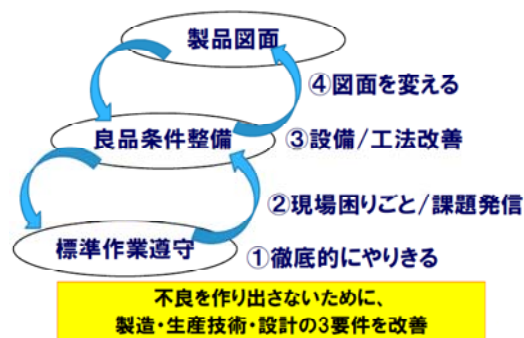 製品図面
④図面を変える
良品条件整備
③設備/工法改善
②現場困りごと/課題発信
標準作業遵守
①徹底的にやりきる
不良を作り出さないために、
製造・生産技術・設計の3要件を改善